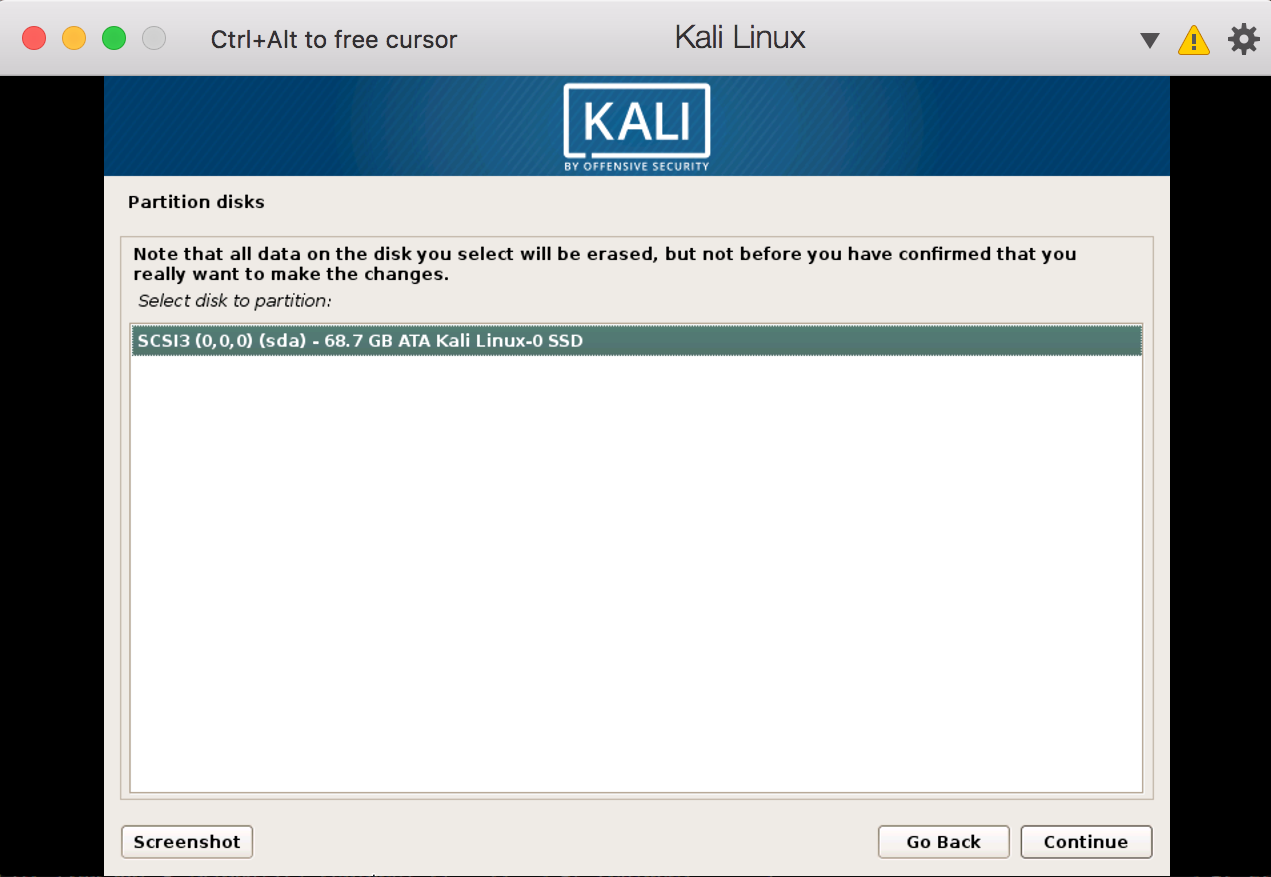 Ctrl+Alt to free cursor
Kali Linux
KALI
BY OFFENSIVE SECURITY
Partition disks
Note that all data on the disk you select will be erased, but not before you have confirmed that you
really want to make the changes.
Select disk to partition:
SCSI3 (0,0,0) (sda) - 68.7 GB ATA Kali Linux-0 SSD
Screenshot
Go Back
Continue